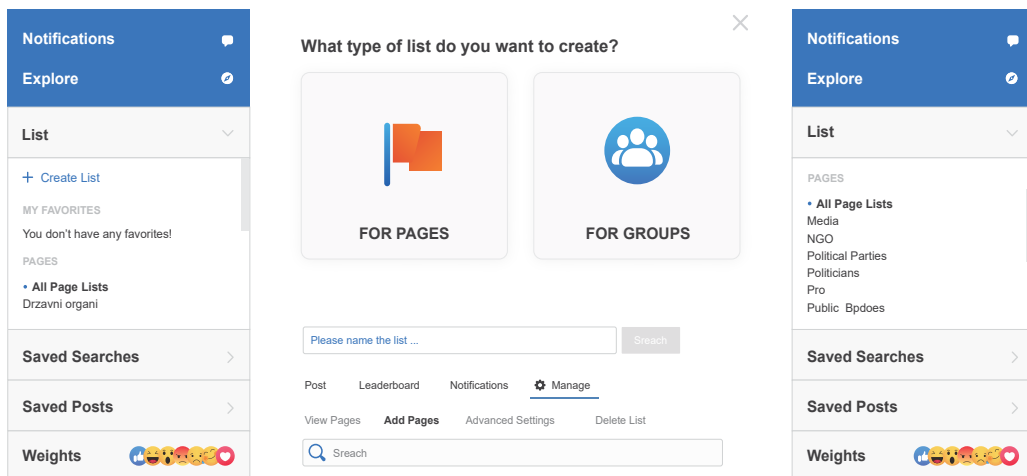 Notifications
Explore
List
+ Create List
MY FAVORITES
You don't have any favorites!
PAGES
• All Page Lists
Drzavni organi
Saved Searches
Saved Posts
Weights
What type of list do you want to create?
FOR PAGES
FOR GROUPS
Please name the list ...
Sreach
Post
Leaderboard
Notifications
Manage
View Pages
Add Pages
Advanced Settings
Delete List
Sreach
Notifications
Explore
List
PAGES
• All Page Lists
Media
NGO
Political Parties
Politicians
Pro
Public Bpdoes
Saved Searches
Saved Posts
Weights